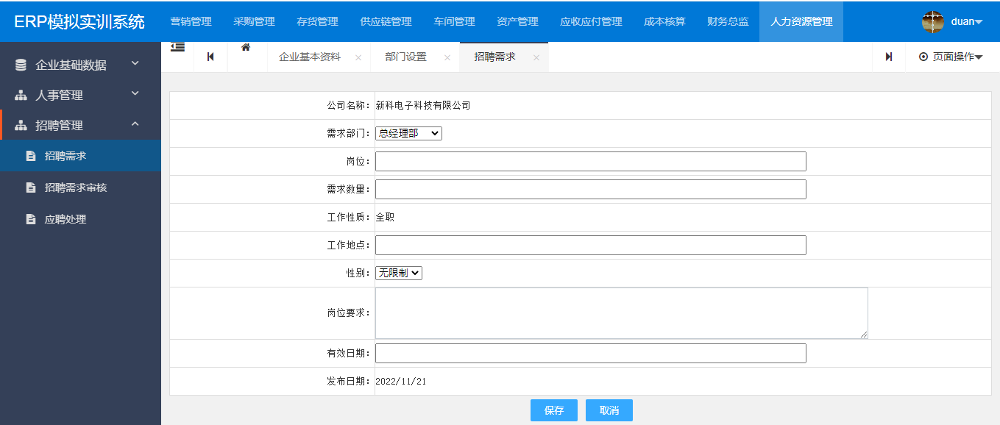 ERP模拟实训系统 营销管理 采购管理 存货管理 供应链管理 车间管理 资产管理 应收应付管理 成本核算 财务总监 人力资源管理 duan
企业基础数据
人事管理
招聘管理
招聘需求
招聘需求审核
应聘处理
企业基本资料 × 部门设置 × 招聘需求 × 页面操作
公司名称: 新科电子科技有限公司
需求部门: 总经理部
岗位:
需求数量:
工作性质: 全职
工作地点:
性别: 无限制
岗位要求:
有效日期:
发布日期: 2022/11/21
保存 取消